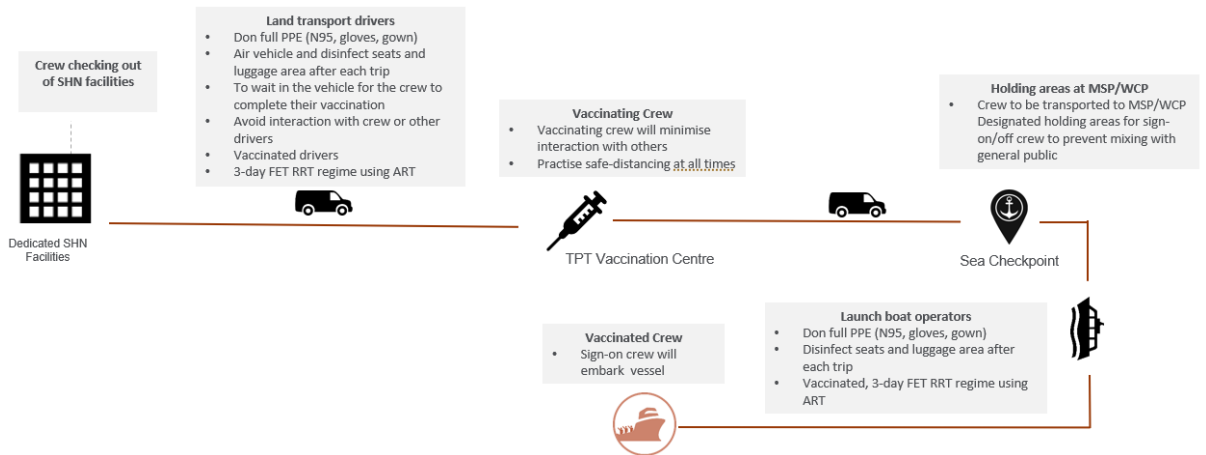 Crew checking out
of SHN facilities
Dedicated SHN
Facilities
Land transport drivers
• Don full PPE (N95, gloves, gown)
• Air vehicle and disinfect seats and
luggage area after each trip
• To wait in the vehicle for the crew to
complete their vaccination
• Avoid interaction with crew or other
drivers
• Vaccinated drivers
• 3-day FET RRT regime using ART
Vaccinating Crew
• Vaccinating crew will minimise
interaction with others
• Practise safe-distancing at all times
TPT Vaccination Centre
Holding areas at MSP/WCP
• Crew to be transported to MSP/WCP
Designated holding areas for sign-
on/off crew to prevent mixing with
general public
Sea Checkpoint
Launch boat operators
• Don full PPE (N95, gloves, gown)
• Disinfect seats and luggage area after
each trip
• Vaccinated, 3-day FET RRT regime using
ART
Vaccinated Crew
• Sign-on crew will
embark vessel